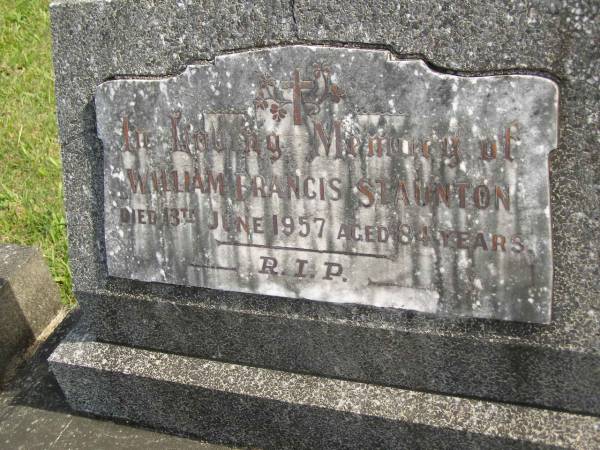 In Loving Memory of
WILLIAM FRANCIS STAUNTON
DIED 13TH JUNE 1957 AGED 84 YEARS.
R.I.P.